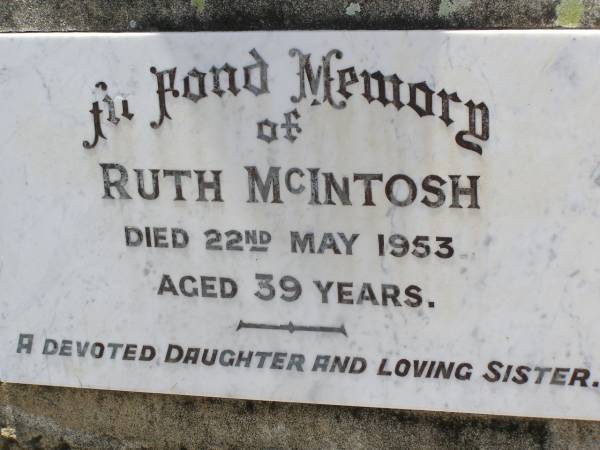 In Fond Memory
of
RUTH McINTOSH
DIED 22ND MAY 1953
AGED 39 YEARS.
A DEVOTED DAUGHTER AND LOVING SISTER.